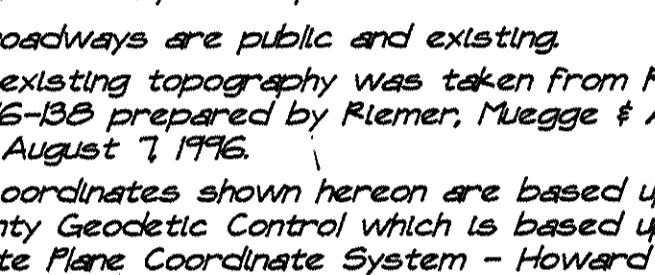 oadways are public and existing.
existing topography was taken from
6-138 prepared by Riemer, Muegge &
August 7, 1996.
oordinates shown hereon are based
nty Geodetic Control which is based
te Plane Coordinate System - Howard